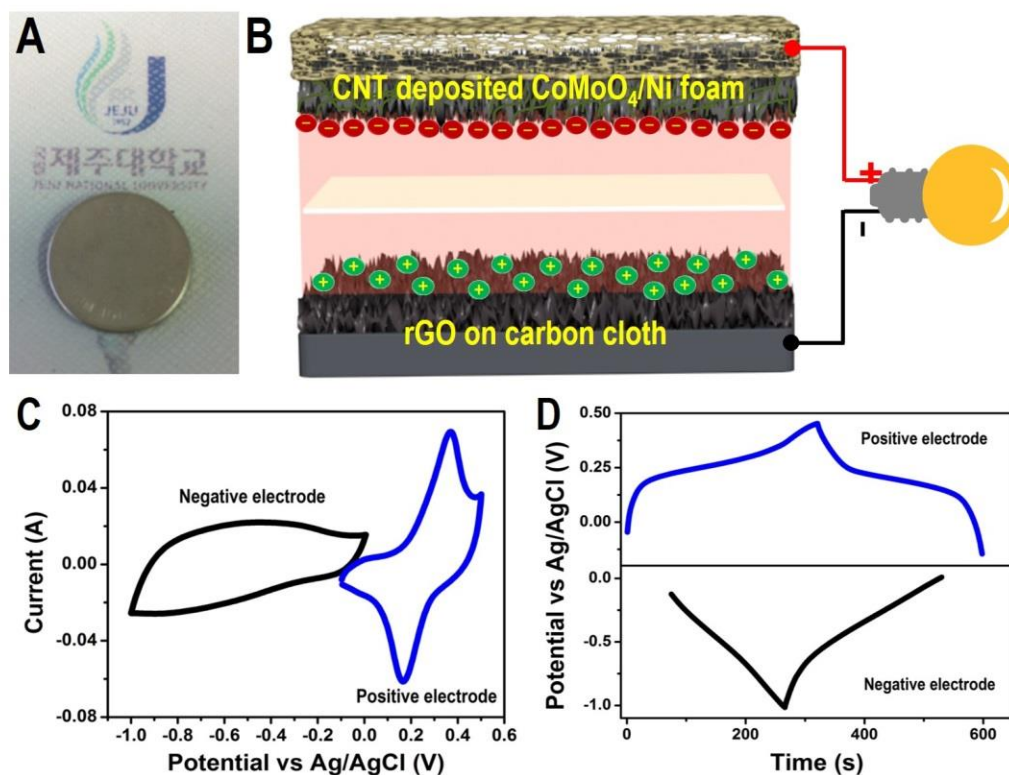 A
JEJU
1952
제주대학교
JEJU NATIONAL UNIVERSITY
B
CNT deposited CoMoO₄/Ni foam
rGO on carbon cloth
+
−
C
0.08
0.04
0.00
-0.04
-0.08
Current (A)
Negative electrode
Positive electrode
-1.0 -0.8 -0.6 -0.4 -0.2 0.0 0.2 0.4 0.6
Potential vs Ag/AgCl (V)
D
0.50
0.25
0.00
0.0
-0.5
-1.0
Potential vs Ag/AgCl (V)
Positive electrode
Negative electrode
0 200 400 600
Time (s)